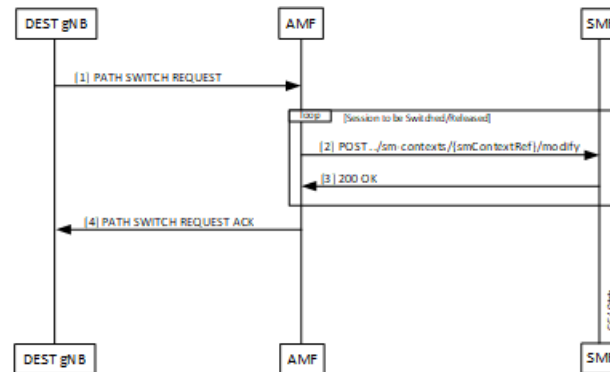 DEST gNB
AMF
SMF
(1) PATH SWITCH REQUEST
loop
[Session to be Switched/Released]
(2) POST ../sm-contexts/{smContextRef}/modify
(3) 200 OK
(4) PATH SWITCH REQUEST ACK
DEST gNB
AMF
SMF